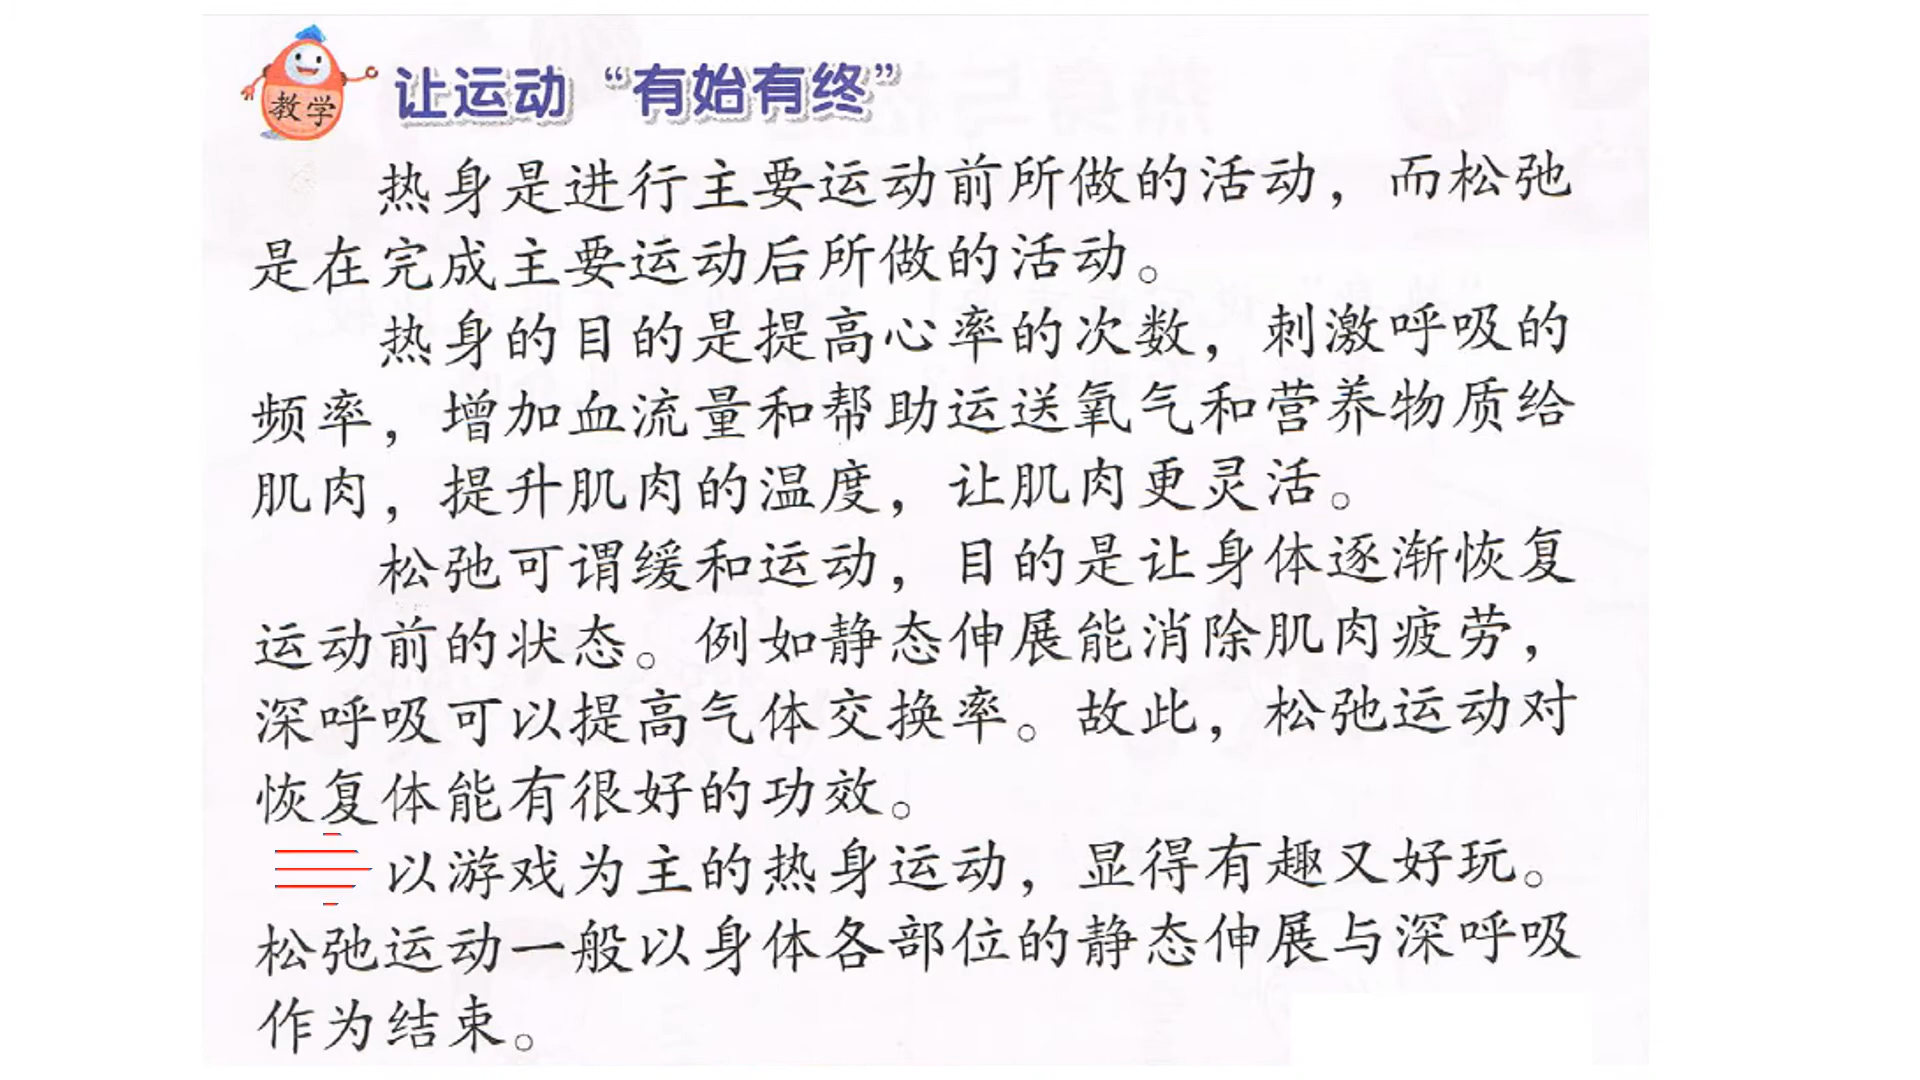 教学
让运动“有始有终”
热身是进行主要运动前所做的活动，而松弛
是在完成主要运动后所做的活动。
热身的目的是提高心率的次数，刺激呼吸的
频率，增加血流量和帮助运送氧气和营养物质给
肌肉，提升肌肉的温度，让肌肉更灵活。
松弛可谓缓和运动，目的是让身体逐渐恢复
运动前的状态。例如静态伸展能消除肌肉疲劳，
深呼吸可以提高气体交换率。故此，松弛运动对
恢复体能有很好的功效。
以游戏为主的热身运动，显得有趣又好玩。
松弛运动一般以身体各部位的静态伸展与深呼吸
作为结束。